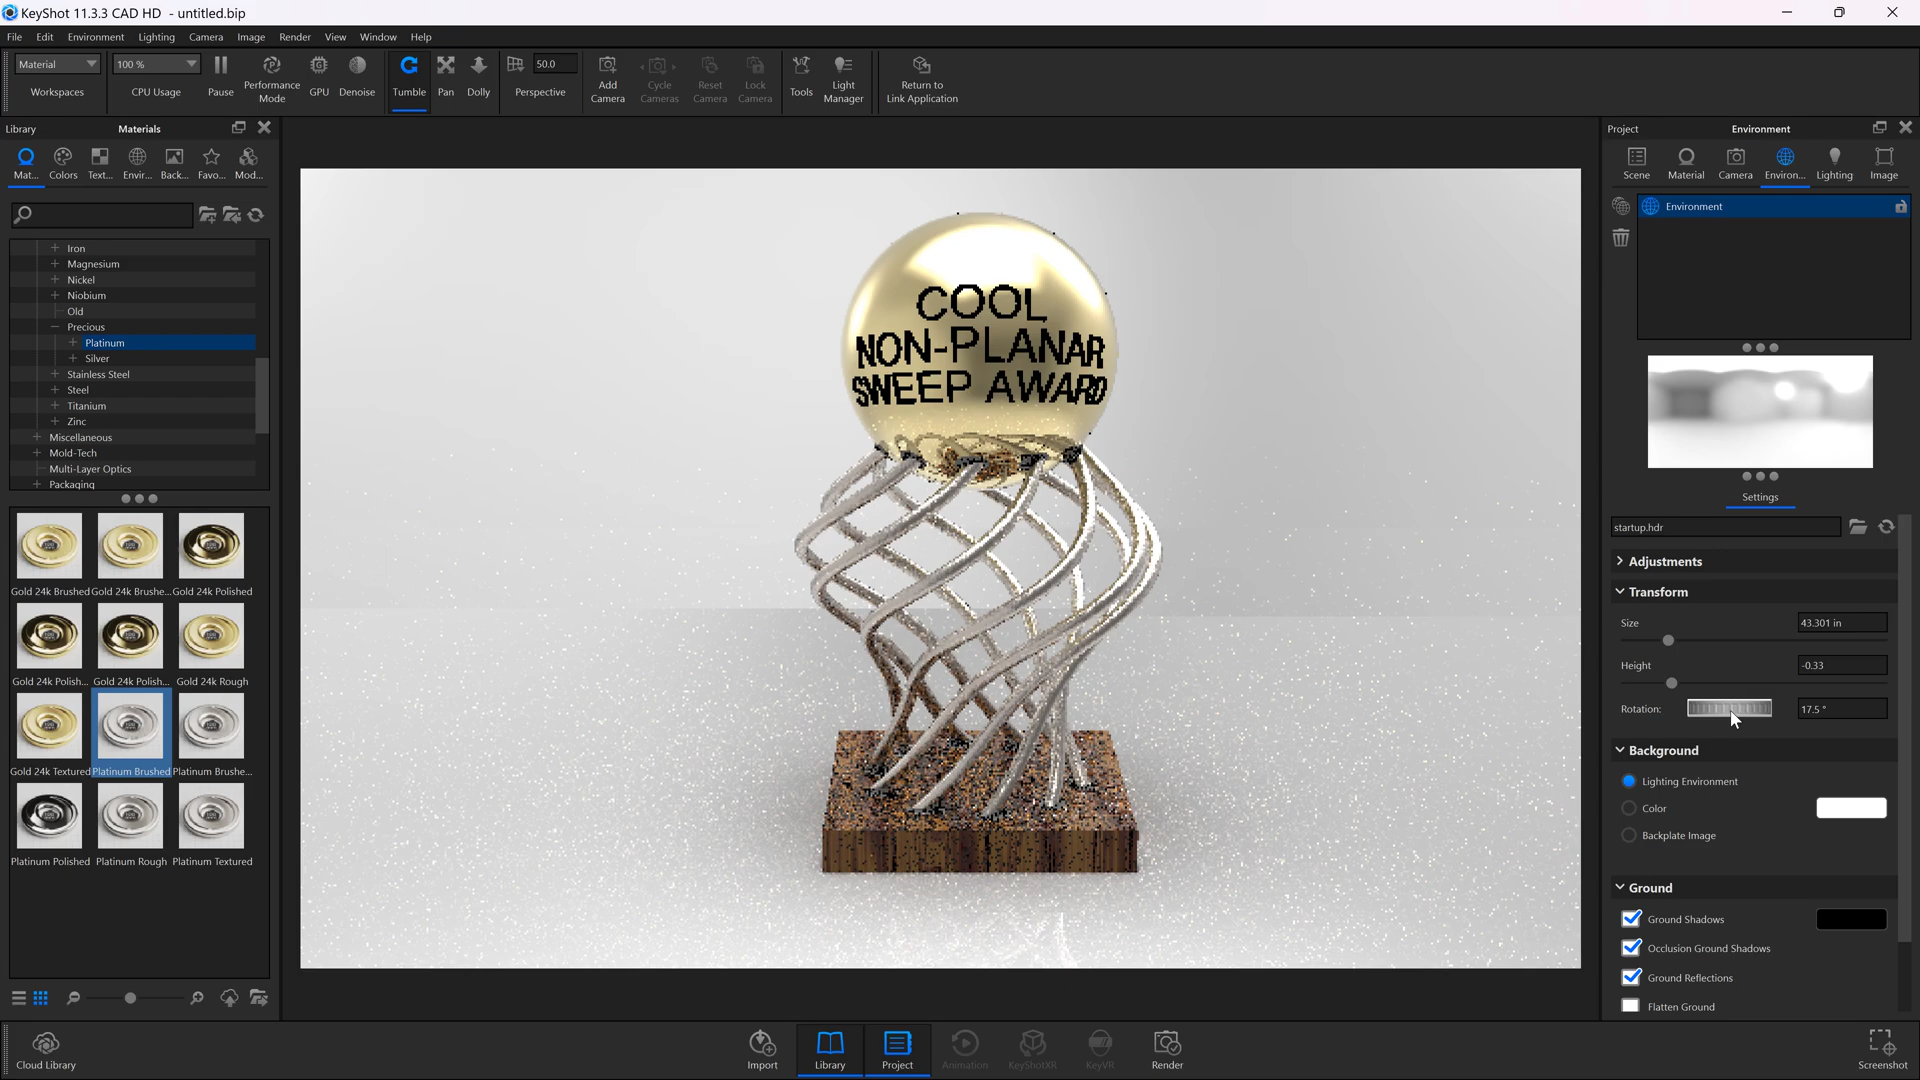 KeyShot 11.3.3 CAD HD - untitled.bip
File Edit Environment Lighting Camera Image Render View Window Help
Material 100 % 50.0
Workspaces CPU Usage Pause Performance Mode GPU Denoise Tumble Pan Dolly Perspective Add Camera Cycle Cameras Reset Camera Lock Camera Tools Light Manager Return to Link Application
Library Materials
Mat... Colors Text... Envir... Back... Favo... Mod...
Iron
Magnesium
Nickel
Niobium
Old
Precious
Platinum
Silver
Stainless Steel
Steel
Titanium
Zinc
Miscellaneous
Mold-Tech
Multi-Layer Optics
Packaging
Gold 24k Brushed Gold 24k Brushe... Gold 24k Polished
Gold 24k Polish... Gold 24k Polish... Gold 24k Rough
Gold 24k Textured Platinum Brushed Platinum Brushe...
Platinum Polished Platinum Rough Platinum Textured
COOL
NON-PLANAR
SWEEP AWARD
Project Environment
Scene Material Camera Environ... Lighting Image
Environment
Settings
startup.hdr
Adjustments
Transform
Size 43.301 in
Height -0.33
Rotation: 17.5 °
Background
Lighting Environment
Color
Backplate Image
Ground
Ground Shadows
Occlusion Ground Shadows
Ground Reflections
Flatten Ground
Cloud Library Import Library Project Animation KeyShotXR KeyVR Render Screenshot